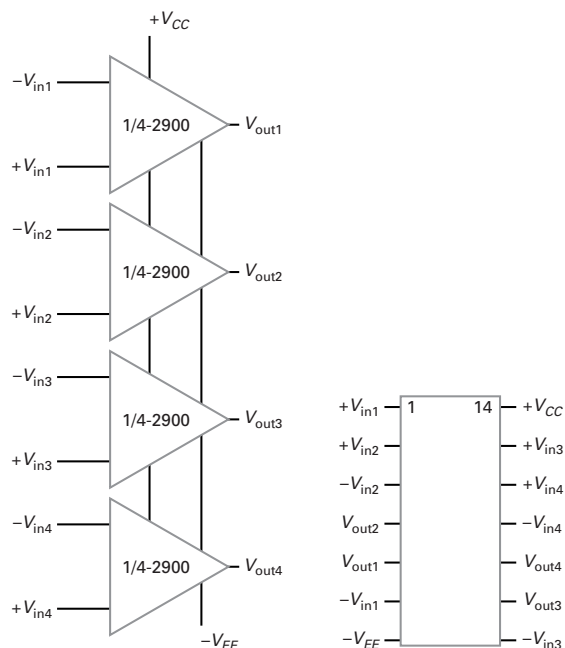 +VCC
−Vin1
1/4-2900
Vout1
+Vin1
−Vin2
1/4-2900
Vout2
+Vin2
−Vin3
1/4-2900
Vout3
+Vin3
−Vin4
1/4-2900
Vout4
+Vin4
−VEE
+Vin1 1 14 +VCC
+Vin2 +Vin3
−Vin2 +Vin4
Vout2 −Vin4
Vout1 Vout4
−Vin1 Vout3
−VEE −Vin3